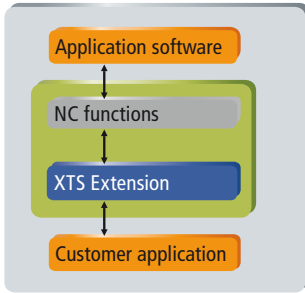 Application software
NC functions
XTS Extension
Customer application